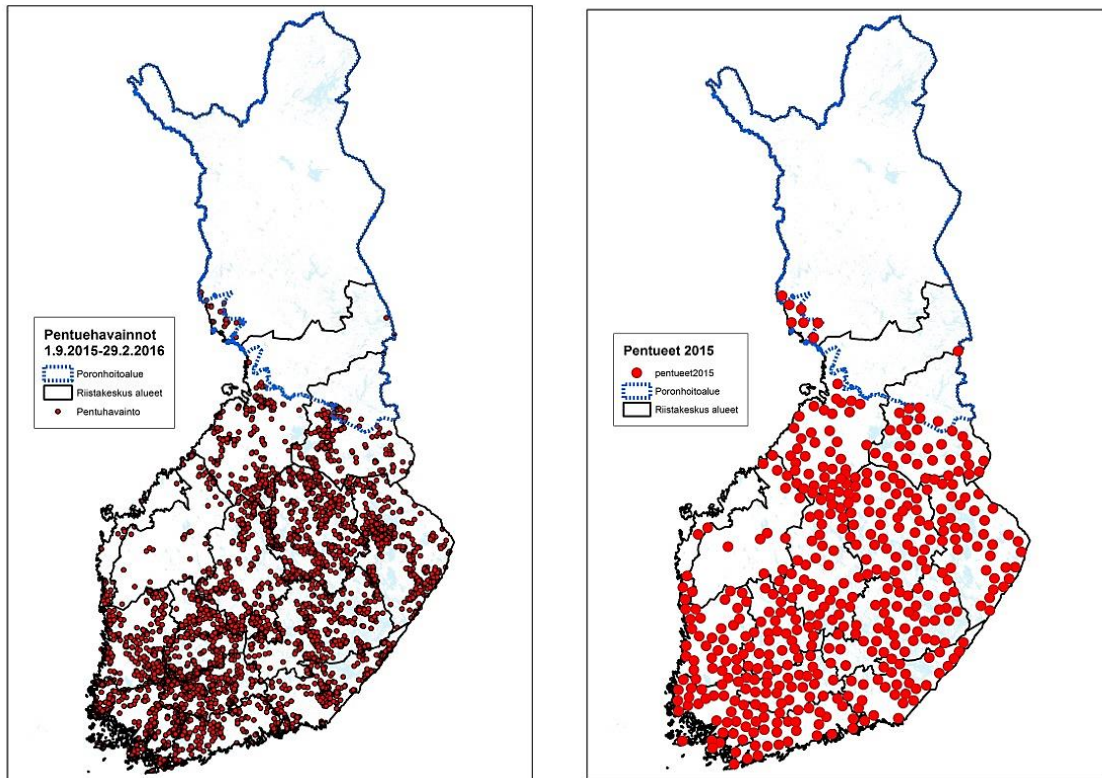 Pentuehavainnot
1.9.2015-29.2.2016
Poronhoitoalue
Riistakeskus alueet
Pentuhavainto
Pentueet 2015
pentueet2015
Poronhoitoalue
Riistakeskus alueet